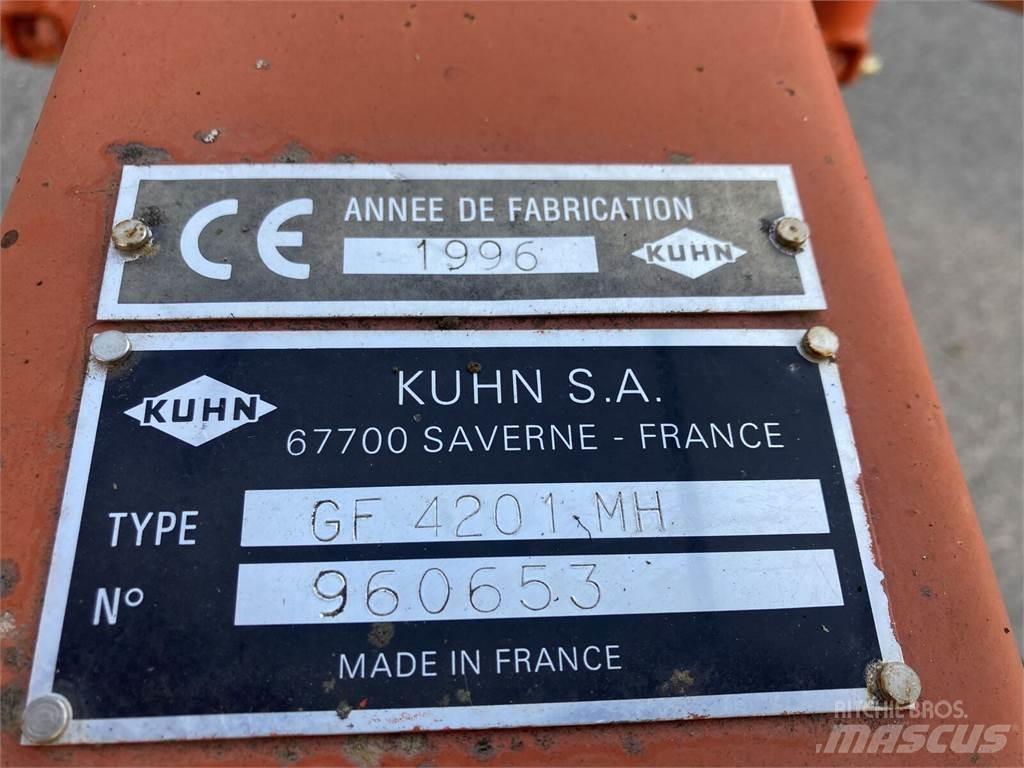 CE ANNEE DE FABRICATION
1996 KUHN
KUHN KUHN S.A.
67700 SAVERNE - FRANCE
TYPE GF 4201 MH
N° 960653
MADE IN FRANCE
RITCHIE BROS.
MASCUS